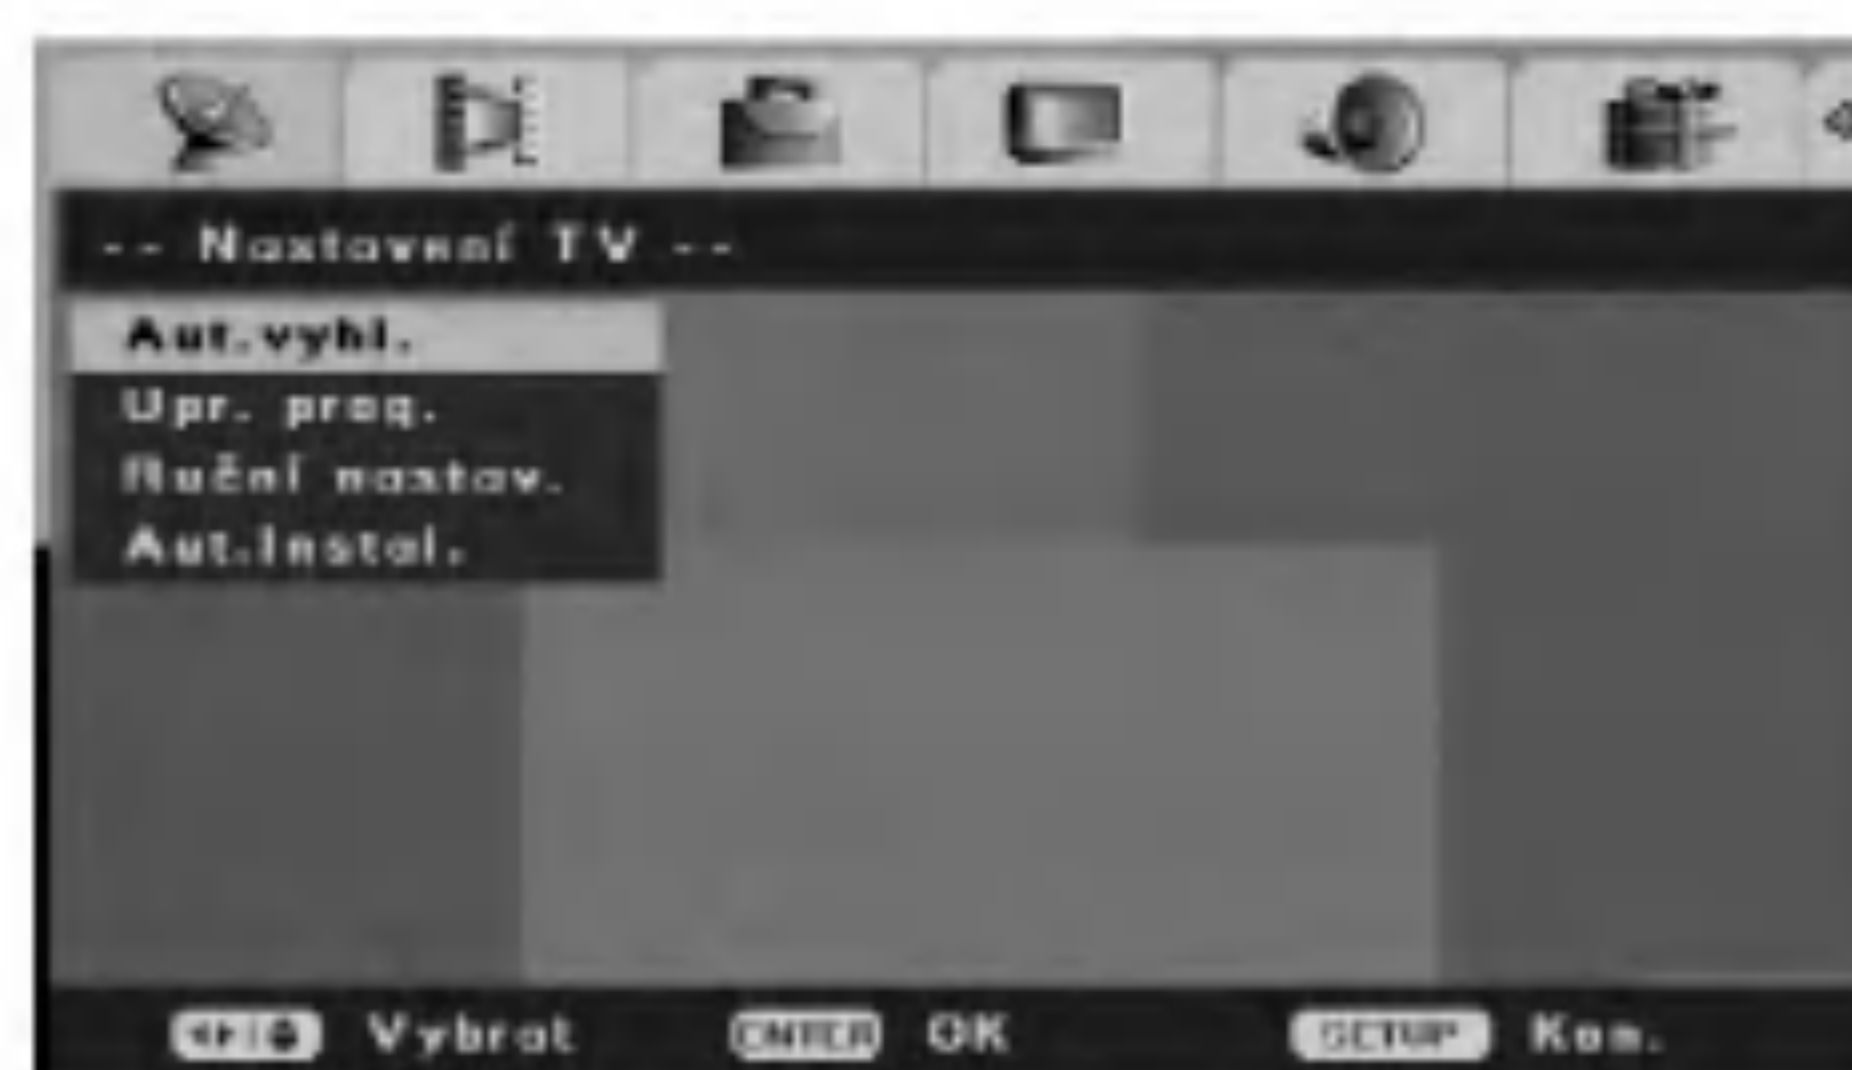 -- Nastavení TV --
Aut.vyhl.
Upr. prog.
Ruční nastav.
Aut.Instal.
Vybrat ENTER OK SETUP Kon.